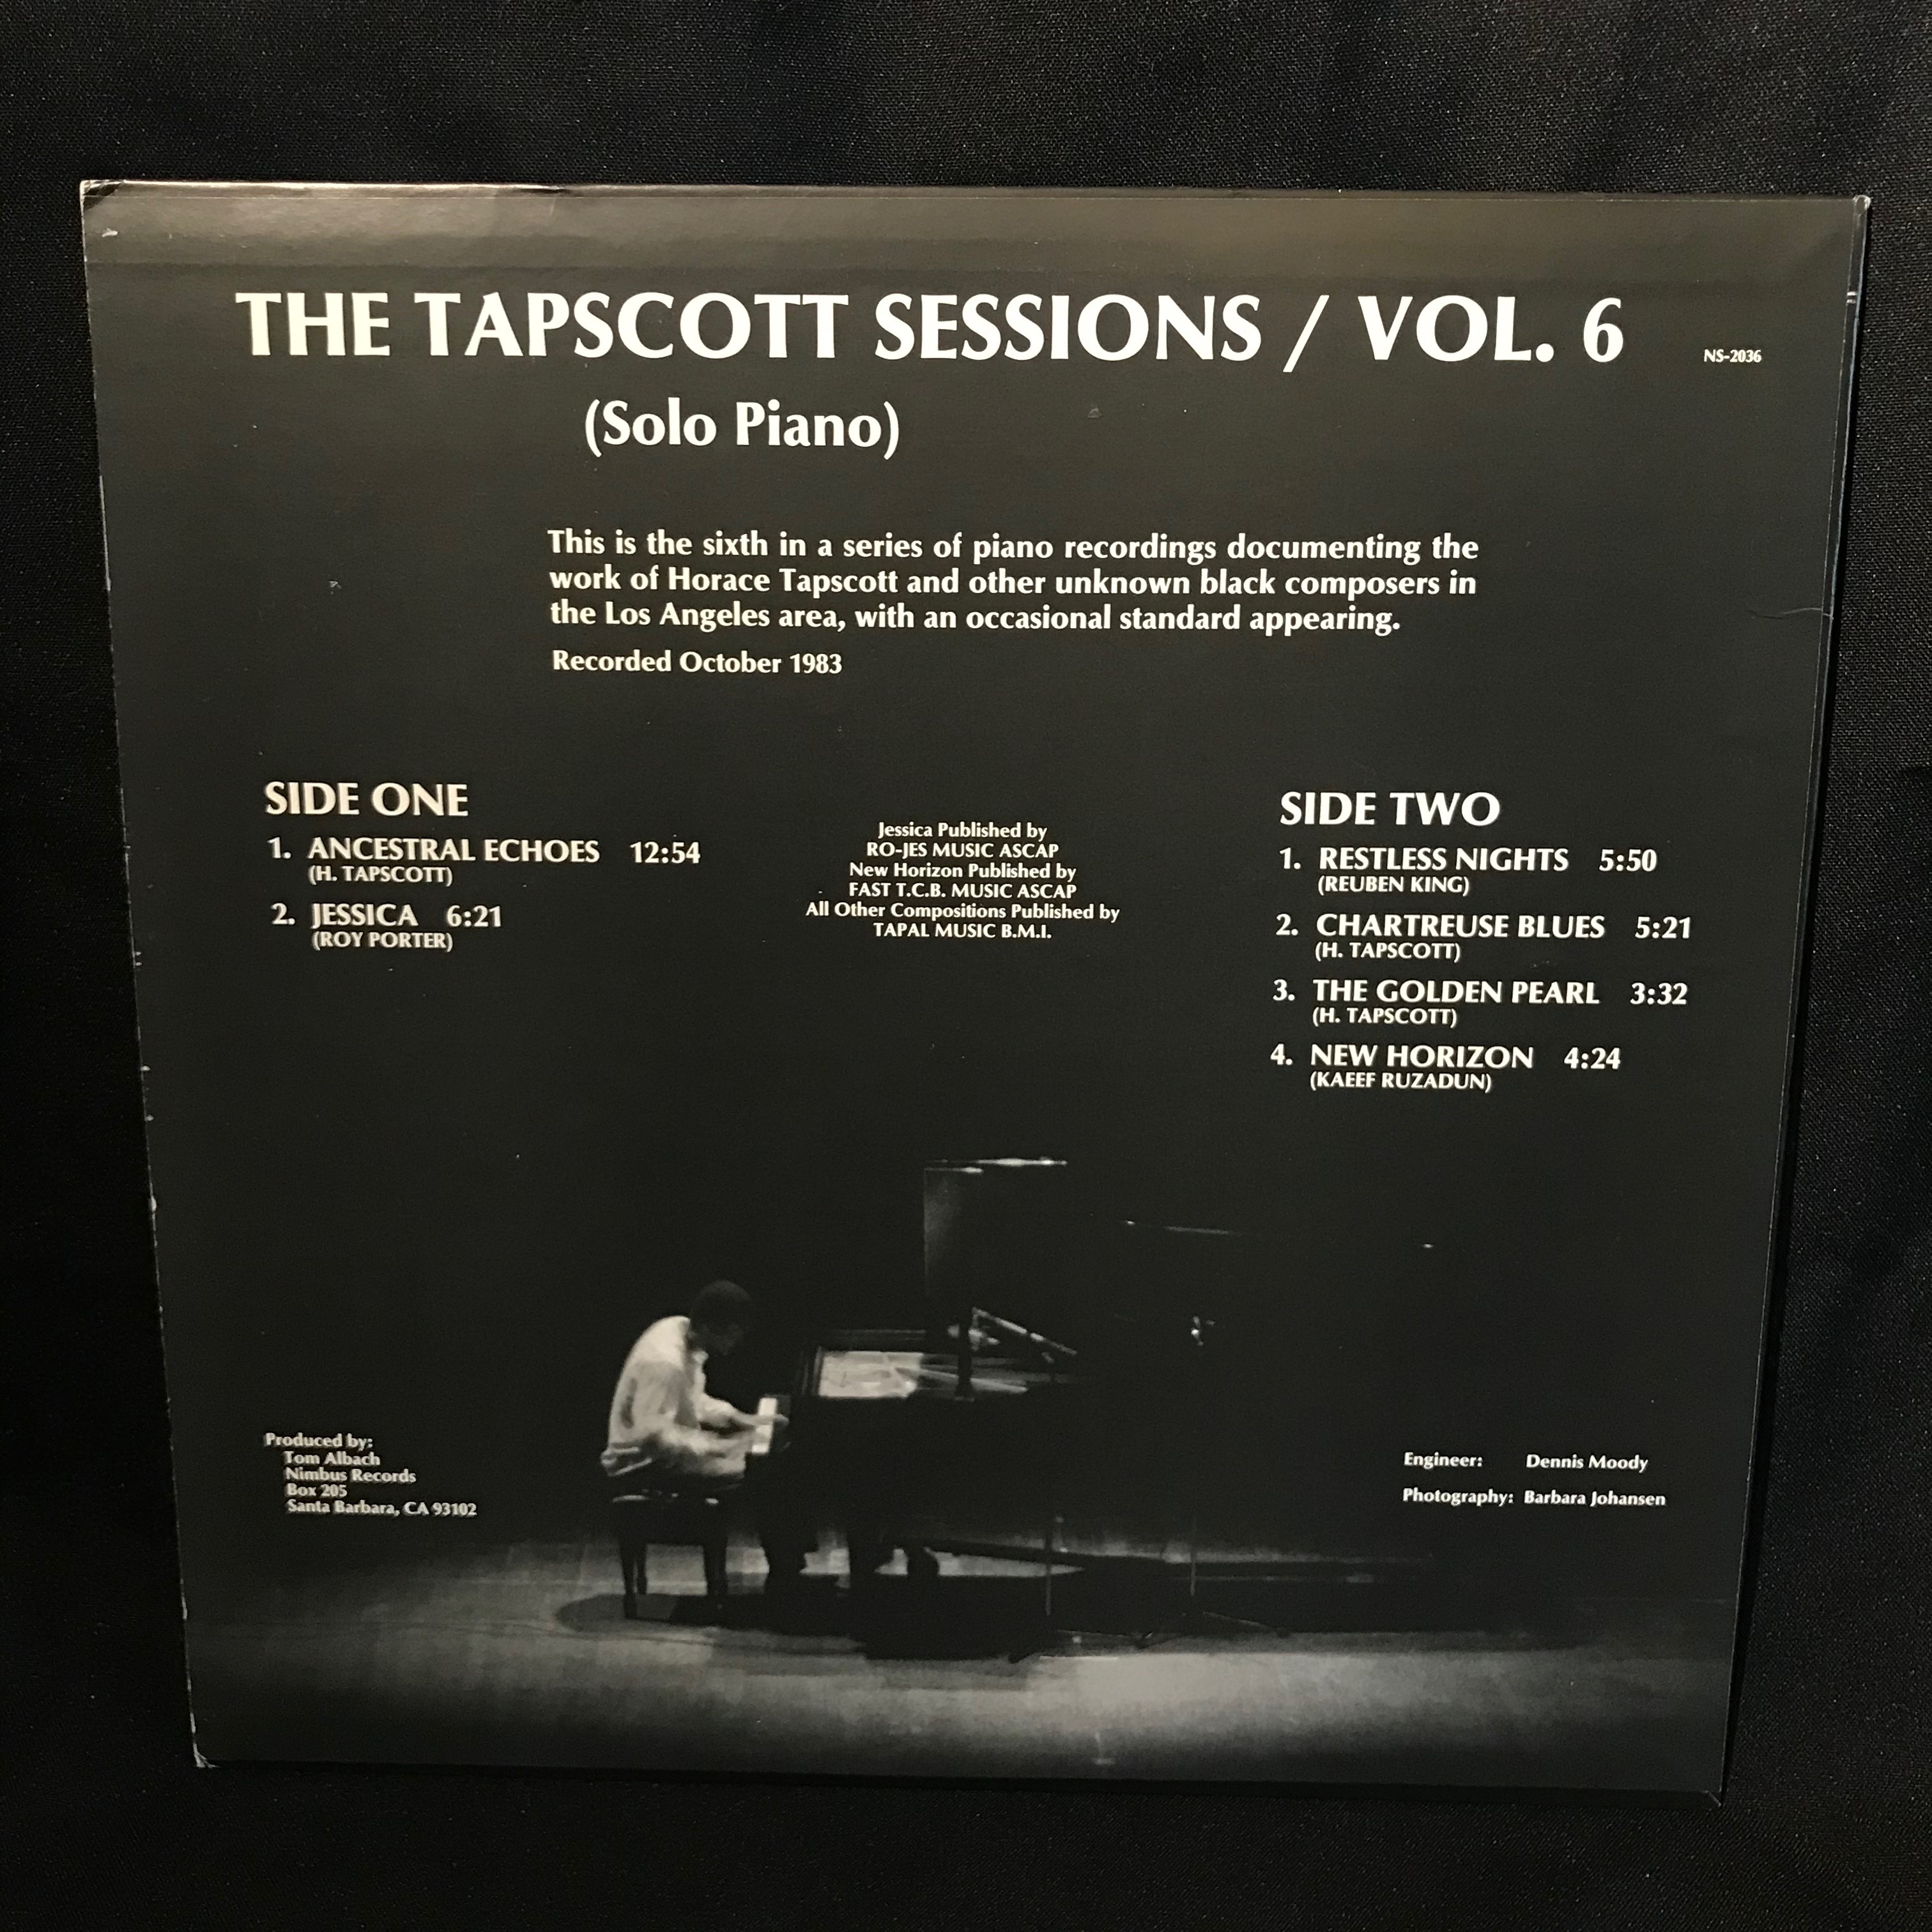 THE TAPSCOTT SESSIONS / VOL. 6
NS-2036
(Solo Piano)
This is the sixth in a series of piano recordings documenting the
work of Horace Tapscott and other unknown black composers in
the Los Angeles area, with an occasional standard appearing.
Recorded October 1983
SIDE ONE
1. ANCESTRAL ECHOES 12:54
(H. TAPSCOTT)
2. JESSICA 6:21
(ROY PORTER)
Jessica Published by
RO-JES MUSIC ASCAP
New Horizon Published by
FAST T.C.B. MUSIC ASCAP
All Other Compositions Published by
TAPAL MUSIC B.M.I.
SIDE TWO
1. RESTLESS NIGHTS 5:50
(REUBEN KING)
2. CHARTREUSE BLUES 5:21
(H. TAPSCOTT)
3. THE GOLDEN PEARL 3:32
(H. TAPSCOTT)
4. NEW HORIZON 4:24
(KAEEF RUZADUN)
Produced by:
Tom Albach
Nimbus Records
Box 205
Santa Barbara, CA 93102
Engineer: Dennis Moody
Photography: Barbara Johansen